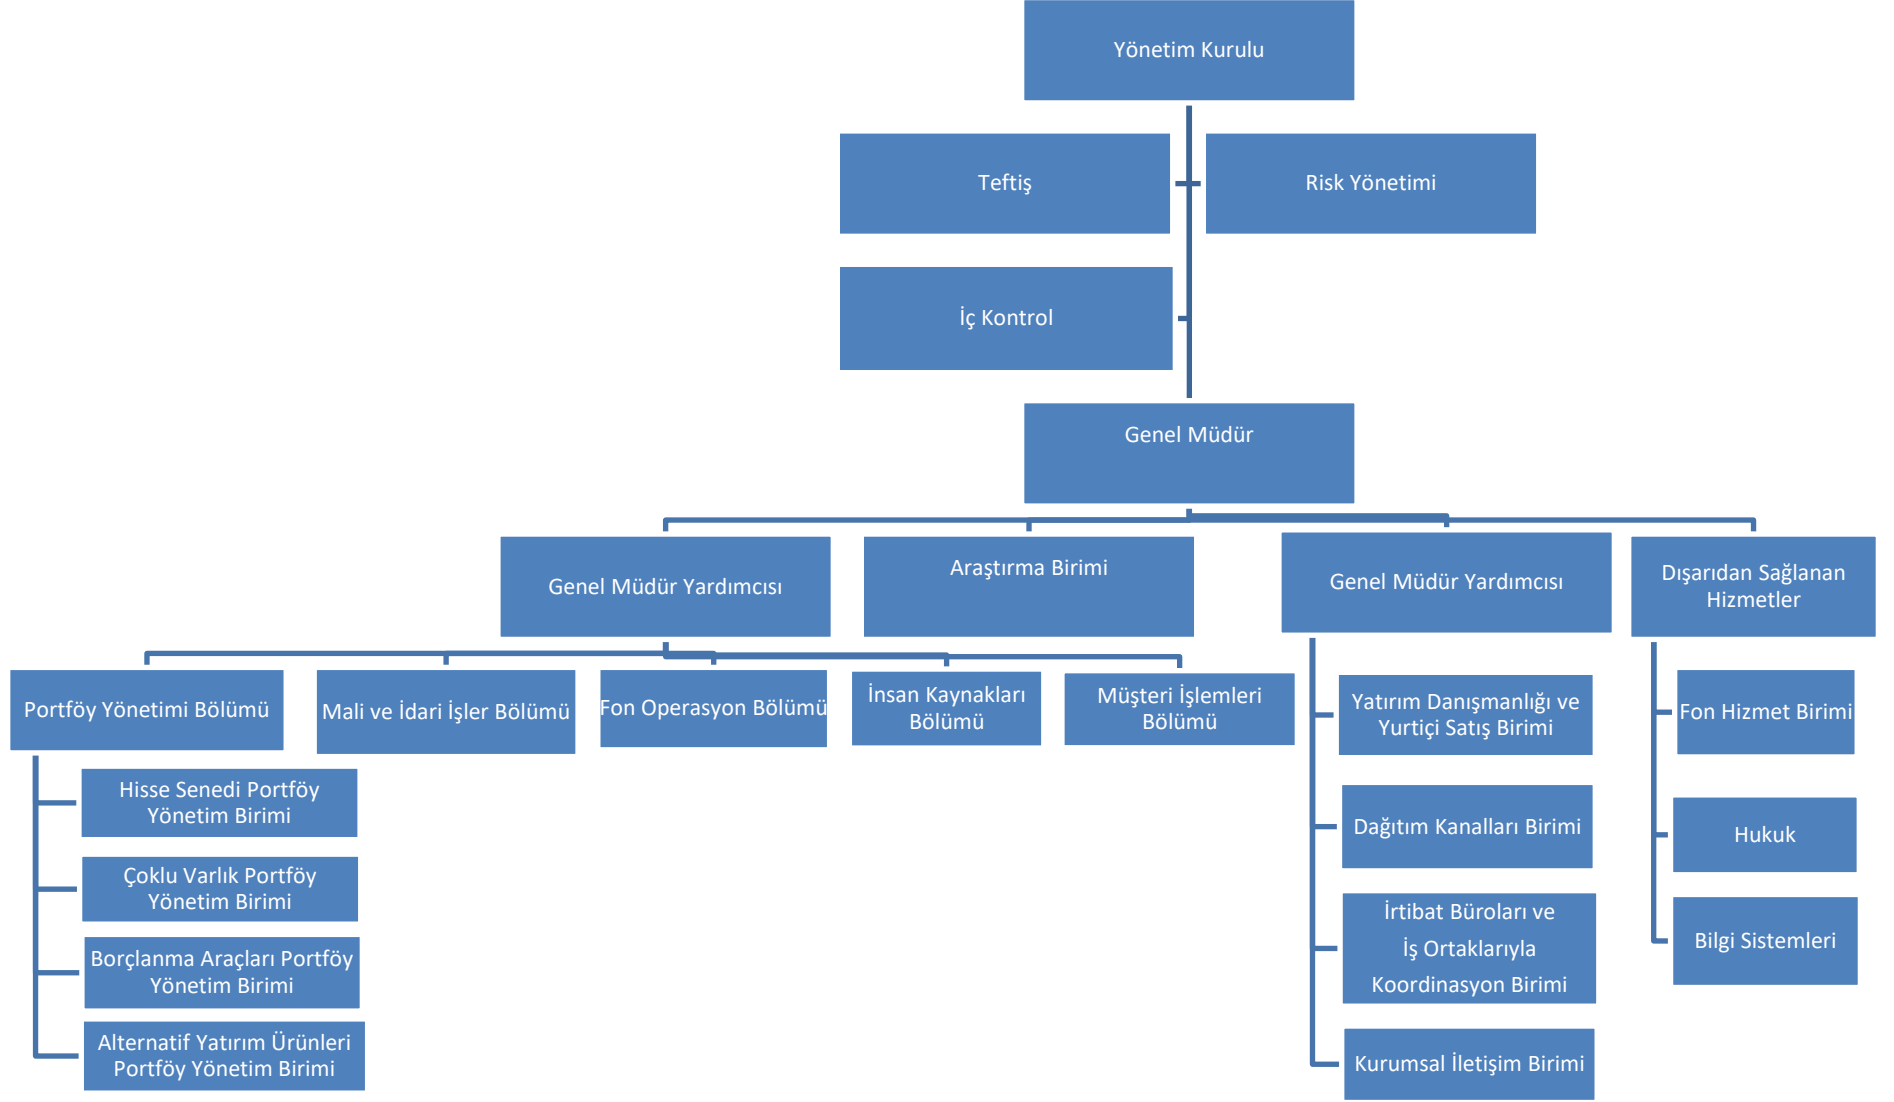 Yönetim Kurulu
Teftiş
Risk Yönetimi
İç Kontrol
Genel Müdür
Genel Müdür Yardımcısı
Araştırma Birimi
Genel Müdür Yardımcısı
Dışarıdan Sağlanan
Hizmetler
Portföy Yönetimi Bölümü
Mali ve İdari İşler Bölümü
Fon Operasyon Bölümü
İnsan Kaynakları
Bölümü
Müşteri İşlemleri
Bölümü
Yatırım Danışmanlığı ve
Yurtiçi Satış Birimi
Fon Hizmet Birimi
Hisse Senedi Portföy
Yönetim Birimi
Dağıtım Kanalları Birimi
Hukuk
Çoklu Varlık Portföy
Yönetim Birimi
İrtibat Büroları ve
İş Ortaklarıyla
Koordinasyon Birimi
Bilgi Sistemleri
Borçlanma Araçları Portföy
Yönetim Birimi
Alternatif Yatırım Ürünleri
Portföy Yönetim Birimi
Kurumsal İletişim Birimi